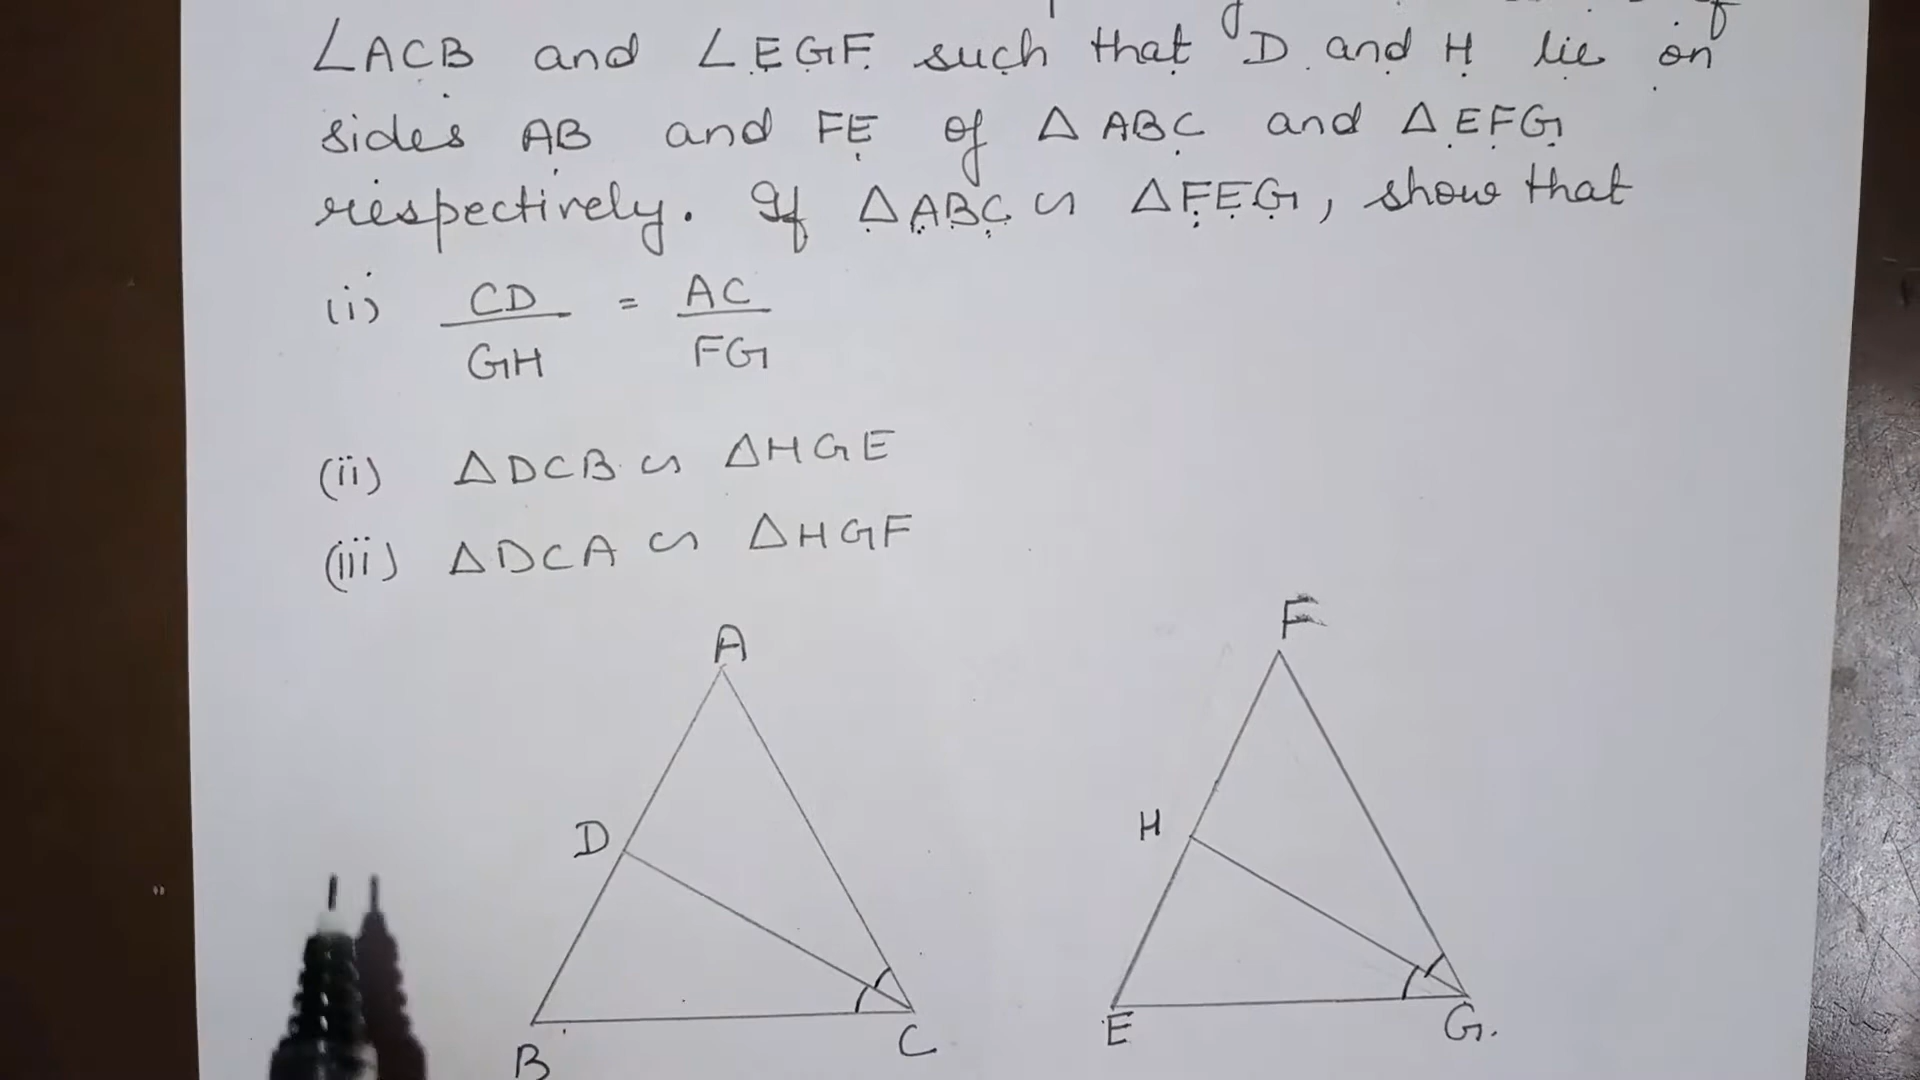 ∠ACB and ∠EGF such that D and H lie on
sides AB and FE of △ABC and △EFG
respectively. If △ABC ∽ △FEG, show that
(i) CD/GH = AC/FG
(ii) △DCB ∽ △HGE
(iii) △DCA ∽ △HGF
A
F
D
H
B
C
E
G.